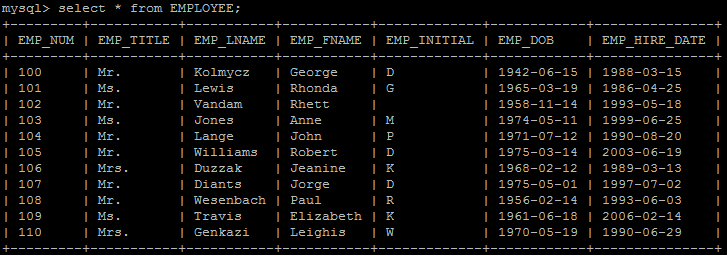 mysql> select * from EMPLOYEE;
+---------+-----------+-----------+-----------+-------------+------------+---------------+
| EMP_NUM | EMP_TITLE | EMP_LNAME | EMP_FNAME | EMP_INITIAL | EMP_DOB    | EMP_HIRE_DATE |
+---------+-----------+-----------+-----------+-------------+------------+---------------+
| 100     | Mr.       | Kolmycz   | George    | D           | 1942-06-15 | 1988-03-15    |
| 101     | Ms.       | Lewis     | Rhonda    | G           | 1965-03-19 | 1986-04-25    |
| 102     | Mr.       | Vandam    | Rhett     |             | 1958-11-14 | 1993-05-18    |
| 103     | Ms.       | Jones     | Anne      | M           | 1974-05-11 | 1999-06-25    |
| 104     | Mr.       | Lange     | John      | P           | 1971-07-12 | 1990-08-20    |
| 105     | Mr.       | Williams  | Robert    | D           | 1975-03-14 | 2003-06-19    |
| 106     | Mrs.      | Duzzak    | Jeanine   | K           | 1968-02-12 | 1989-03-13    |
| 107     | Mr.       | Diants    | Jorge     | D           | 1975-05-01 | 1997-07-02    |
| 108     | Mr.       | Wesenbach | Paul      | R           | 1956-02-14 | 1993-06-03    |
| 109     | Ms.       | Travis    | Elizabeth | K           | 1961-06-18 | 2006-02-14    |
| 110     | Mrs.      | Genkazi   | Leighis   | W           | 1970-05-19 | 1990-06-29    |
+---------+-----------+-----------+-----------+-------------+------------+---------------+